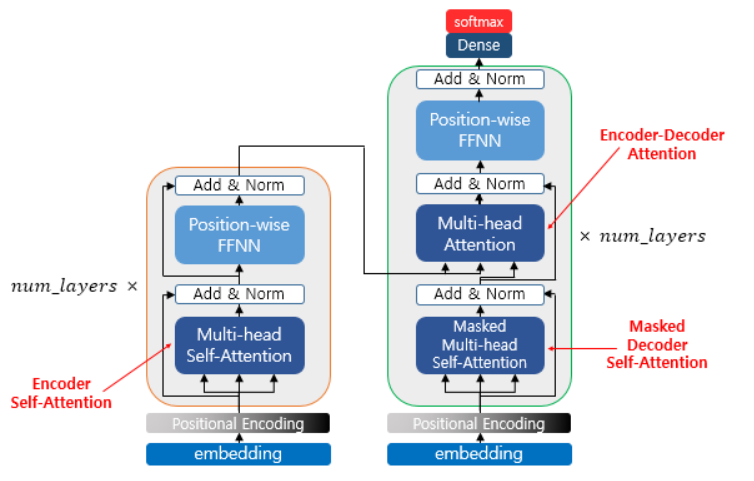 softmax
Dense
Add & Norm
Position-wise
FFNN
Encoder-Decoder
Attention
Add & Norm
Multi-head
Attention
× num_layers
Add & Norm
Masked
Multi-head
Self-Attention
Masked
Decoder
Self-Attention
Positional Encoding
embedding
Add & Norm
Position-wise
FFNN
num_layers ×
Add & Norm
Multi-head
Self-Attention
Encoder
Self-Attention
Positional Encoding
embedding